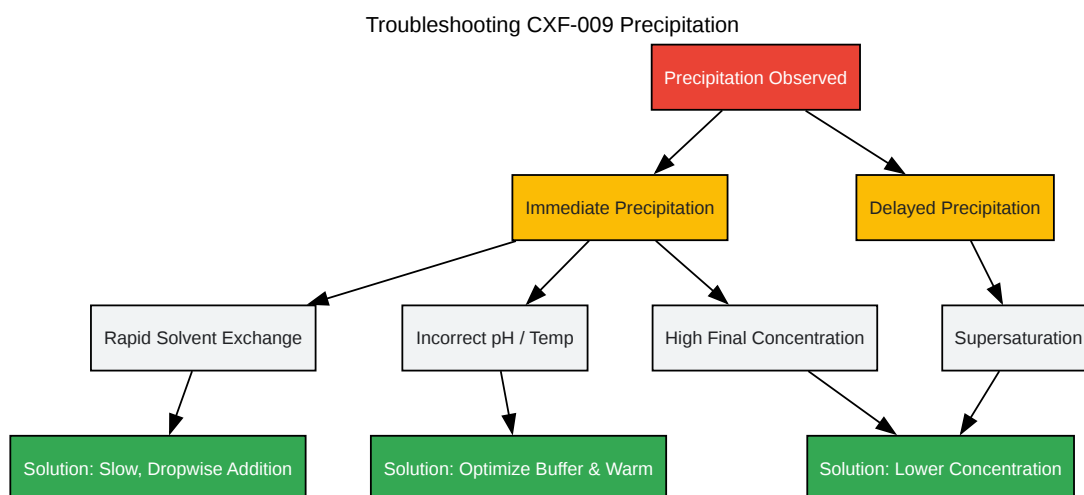 Troubleshooting CXF-009 Precipitation
Precipitation Observed
Immediate Precipitation
Delayed Precipitation
Rapid Solvent Exchange
Incorrect pH / Temp
High Final Concentration
Supersaturation
Solution: Slow, Dropwise Addition
Solution: Optimize Buffer & Warm
Solution: Lower Concentration